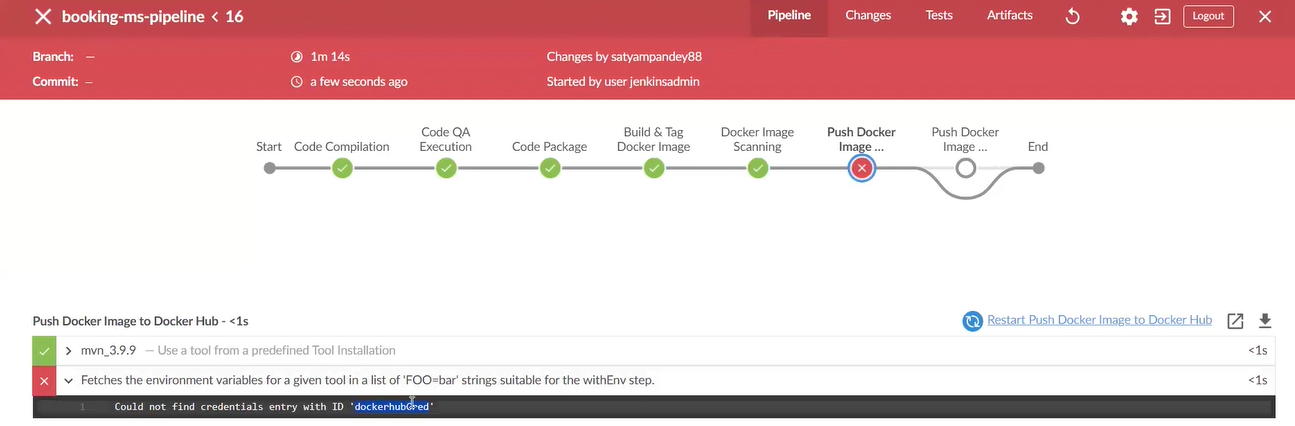 booking-ms-pipeline < 16
Pipeline
Changes
Tests
Artifacts
Logout
Branch: —
1m 14s
Changes by satyampandey88
Commit: —
a few seconds ago
Started by user jenkinsadmin
Start
Code Compilation
Code QA
Execution
Code Package
Build & Tag
Docker Image
Docker Image
Scanning
Push Docker
Image ...
Push Docker
Image ...
End
Push Docker Image to Docker Hub - <1s
Restart Push Docker Image to Docker Hub
mvn_3.9.9 — Use a tool from a predefined Tool Installation
<1s
Fetches the environment variables for a given tool in a list of 'FOO=bar' strings suitable for the withEnv step.
<1s
1 Could not find credentials entry with ID 'dockerhubCred'